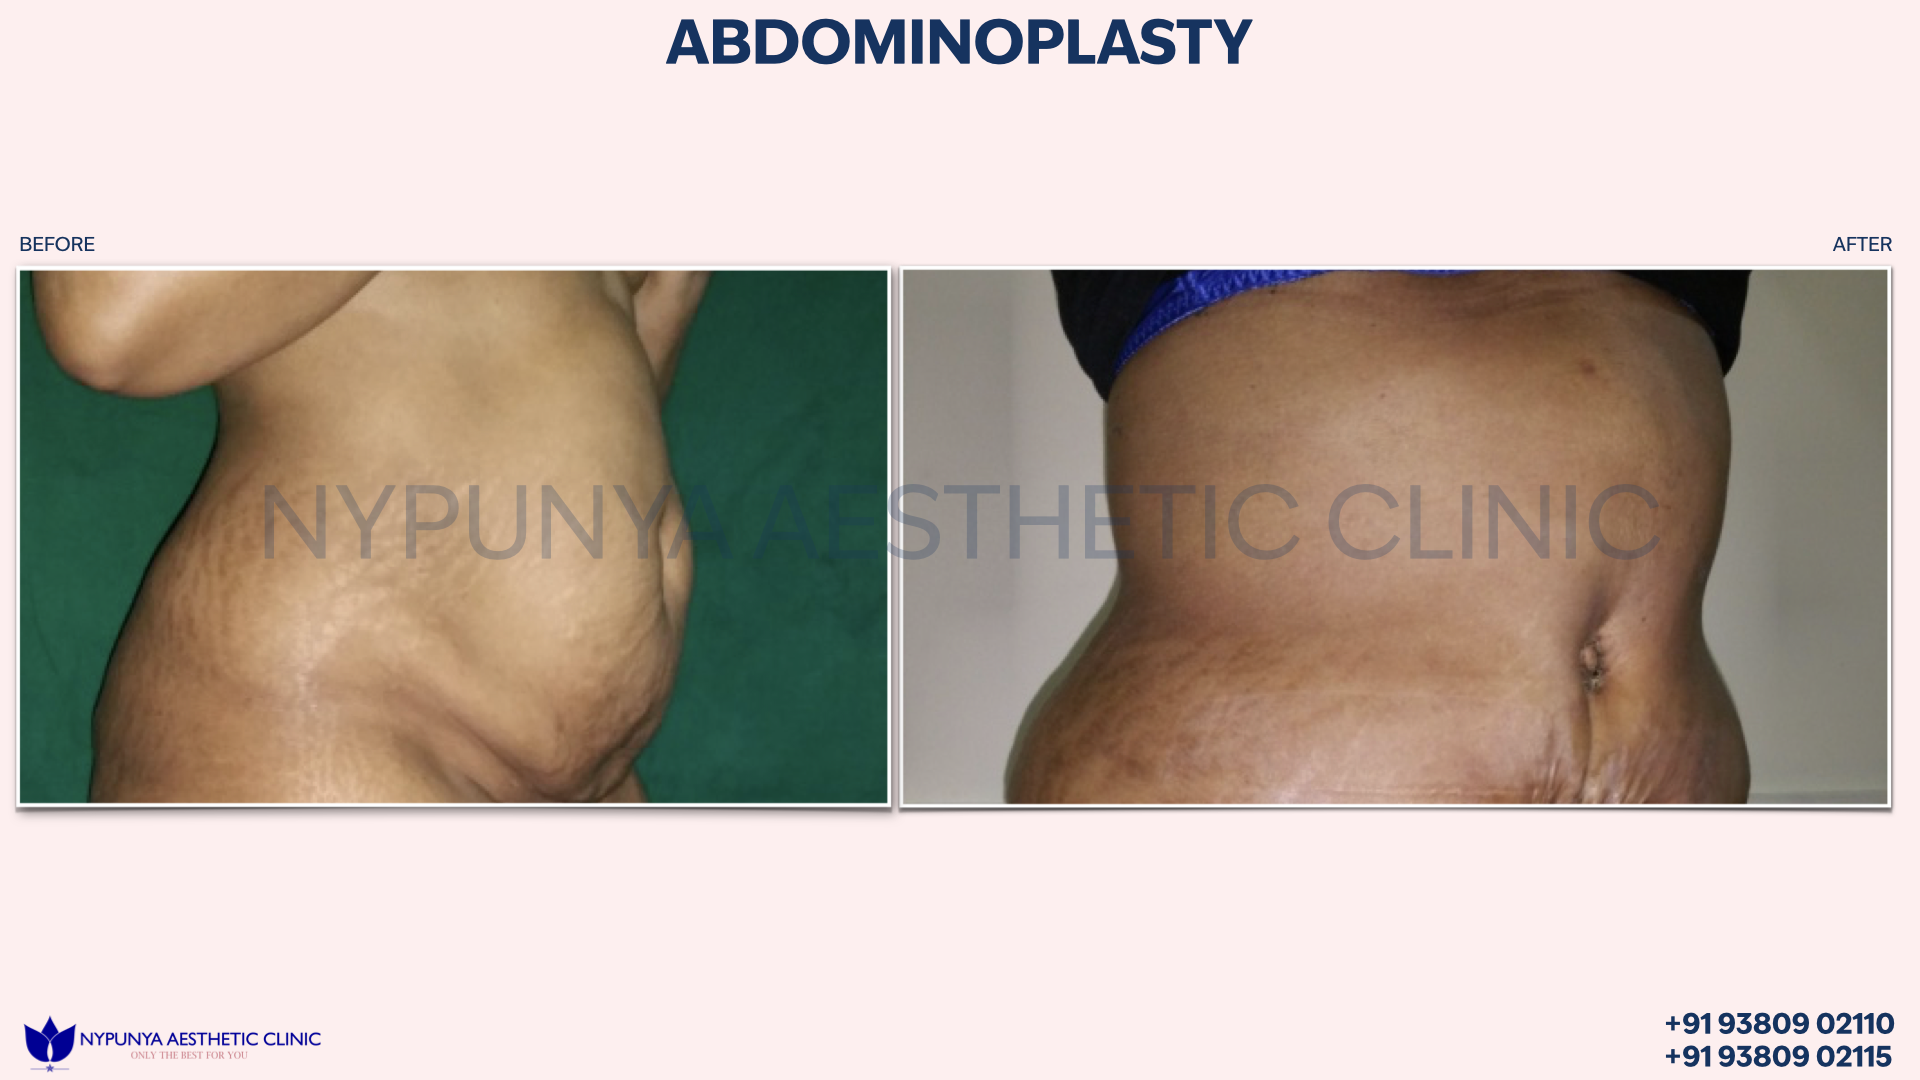 ABDOMINOPLASTY
BEFORE
AFTER
NYPUNYA AESTHETIC CLINIC
NYPUNYA AESTHETIC CLINIC
ONLY THE BEST FOR YOU
+91 93809 02110
+91 93809 02115